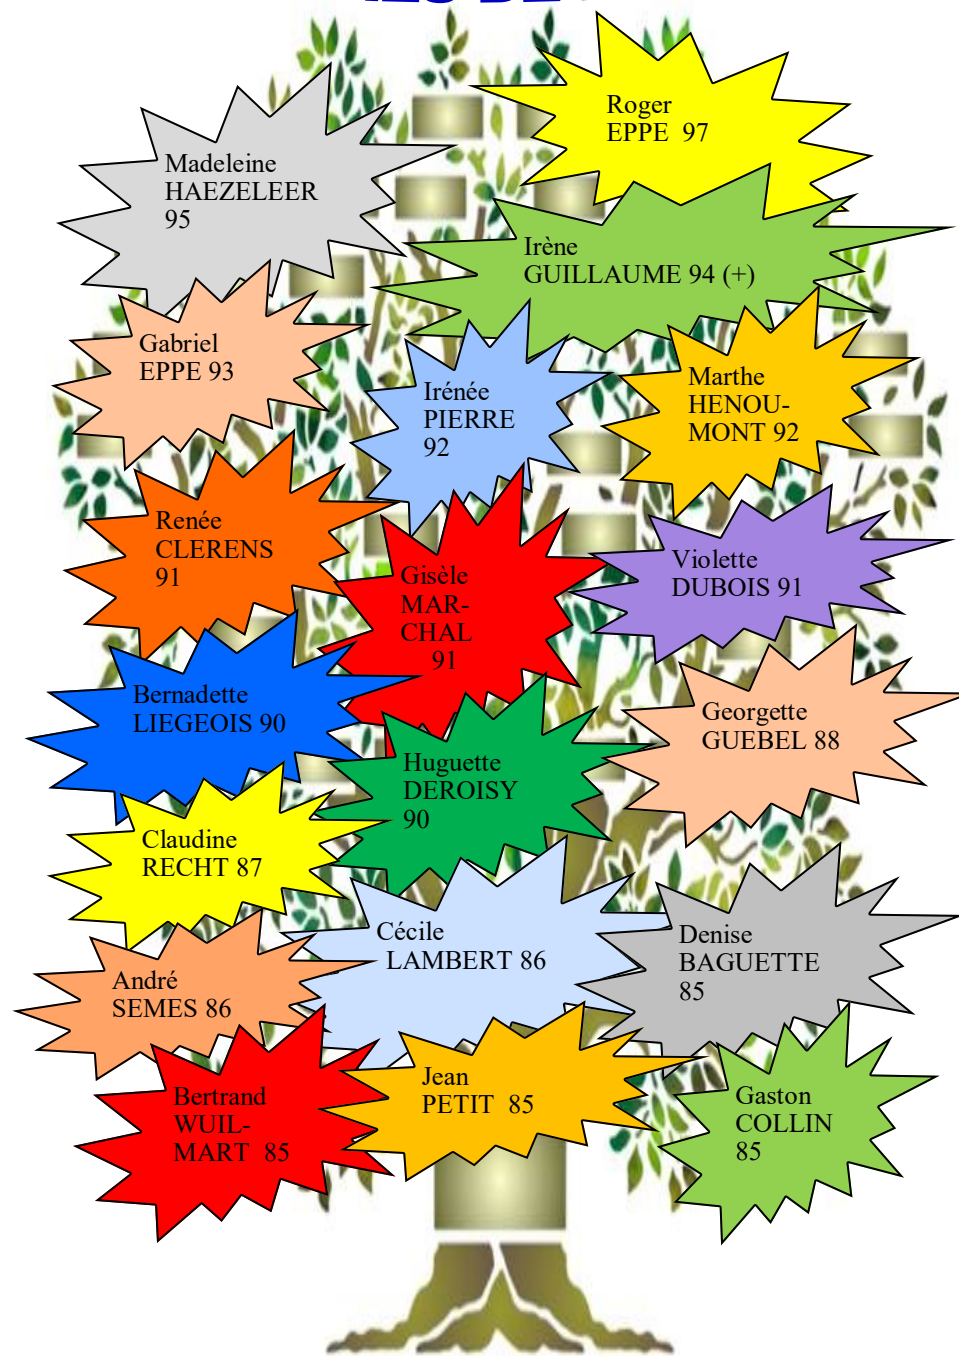 Roger
EPPE 97
Madeleine
HAEZELEER
95
Irène
GUILLAUME 94 (+)
Gabriel
EPPE 93
Irénée
PIERRE
92
Marthe
HENOU-
MONT 92
Renée
CLERENS
91
Gisèle
MAR-
CHAL
91
Violette
DUBOIS 91
Bernadette
LIEGEOIS 90
Georgette
GUEBEL 88
Huguette
DEROISY
90
Claudine
RECHT 87
Cécile
LAMBERT 86
Denise
BAGUETTE
85
André
SEMES 86
Bertrand
WUIL-
MART 85
Jean
PETIT 85
Gaston
COLLIN
85